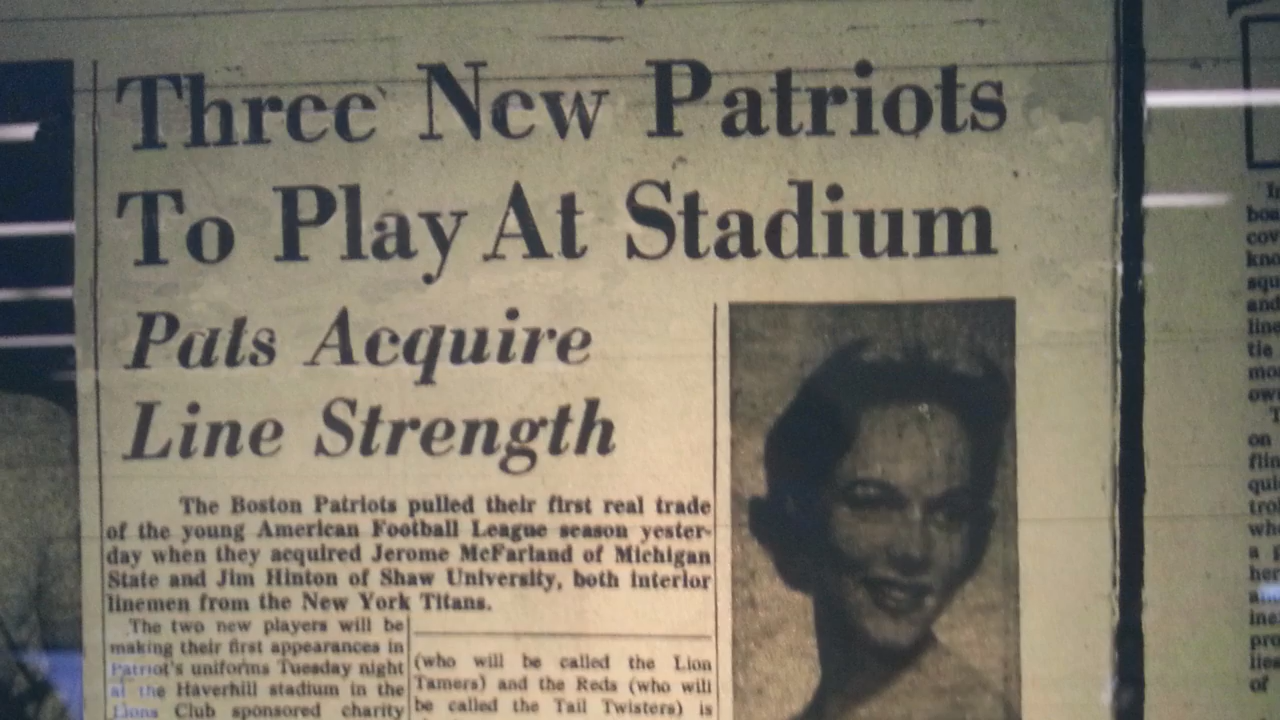 Three New Patriots
To Play At Stadium
Pats Acquire
Line Strength
The Boston Patriots pulled their first real trade
of the young American Football League season yester-
day when they acquired Jerome McFarland of Michigan
State and Jim Hinton of Shaw University, both interior
linemen from the New York Titans.
The two new players will be
making their first appearances in
Patriot's uniforms Tuesday night
at the Haverhill stadium in the
Lions Club sponsored charity
(who will be called the Lion
Tamers) and the Reds (who will
be called the Tail Twisters) is
on
a
of